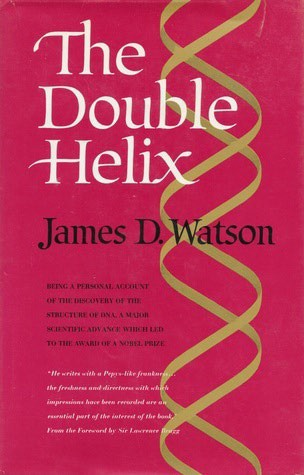 The
Double
Helix
James D. Watson
BEING A PERSONAL ACCOUNT
OF THE DISCOVERY OF THE
STRUCTURE OF DNA, A MAJOR
SCIENTIFIC ADVANCE WHICH LED
TO THE AWARD OF A NOBEL PRIZE
"He writes with a Pepys-like frankness...
the freshness and directness with which
impressions have been recorded are an
essential part of the interest of the book."
From the Foreword by Sir Lawrence Bragg